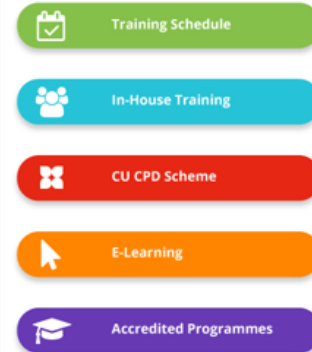 Training Schedule
In-House Training
CU CPD Scheme
E-Learning
Accredited Programmes